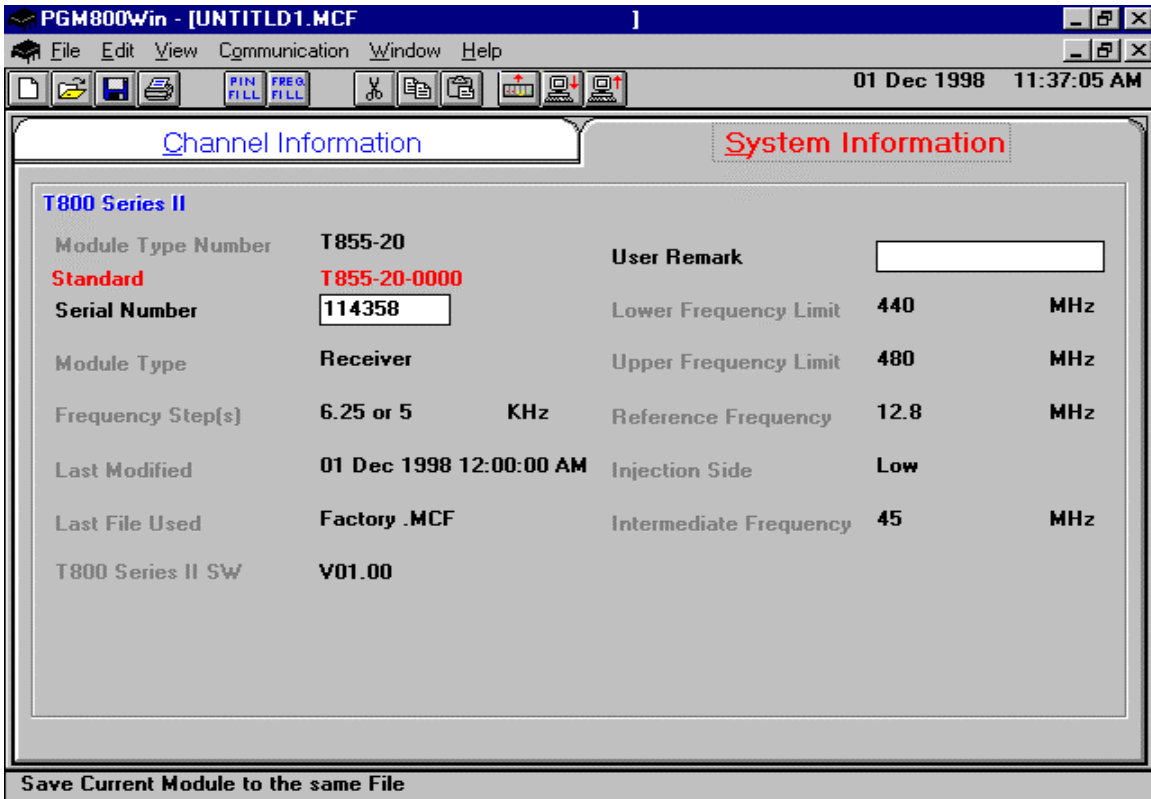 PGM800Win - [UNTITLD1.MCF ]
File Edit View Communication Window Help
PIN FILL FREQ FILL 01 Dec 1998 11:37:05 AM
Channel Information System Information
T800 Series II
Module Type Number T855-20
Standard T855-20-0000
User Remark
Serial Number 114358
Lower Frequency Limit 440 MHz
Module Type Receiver
Upper Frequency Limit 480 MHz
Frequency Step(s) 6.25 or 5 KHz
Reference Frequency 12.8 MHz
Last Modified 01 Dec 1998 12:00:00 AM
Injection Side Low
Last File Used Factory .MCF
Intermediate Frequency 45 MHz
T800 Series II SW V01.00
Save Current Module to the same File